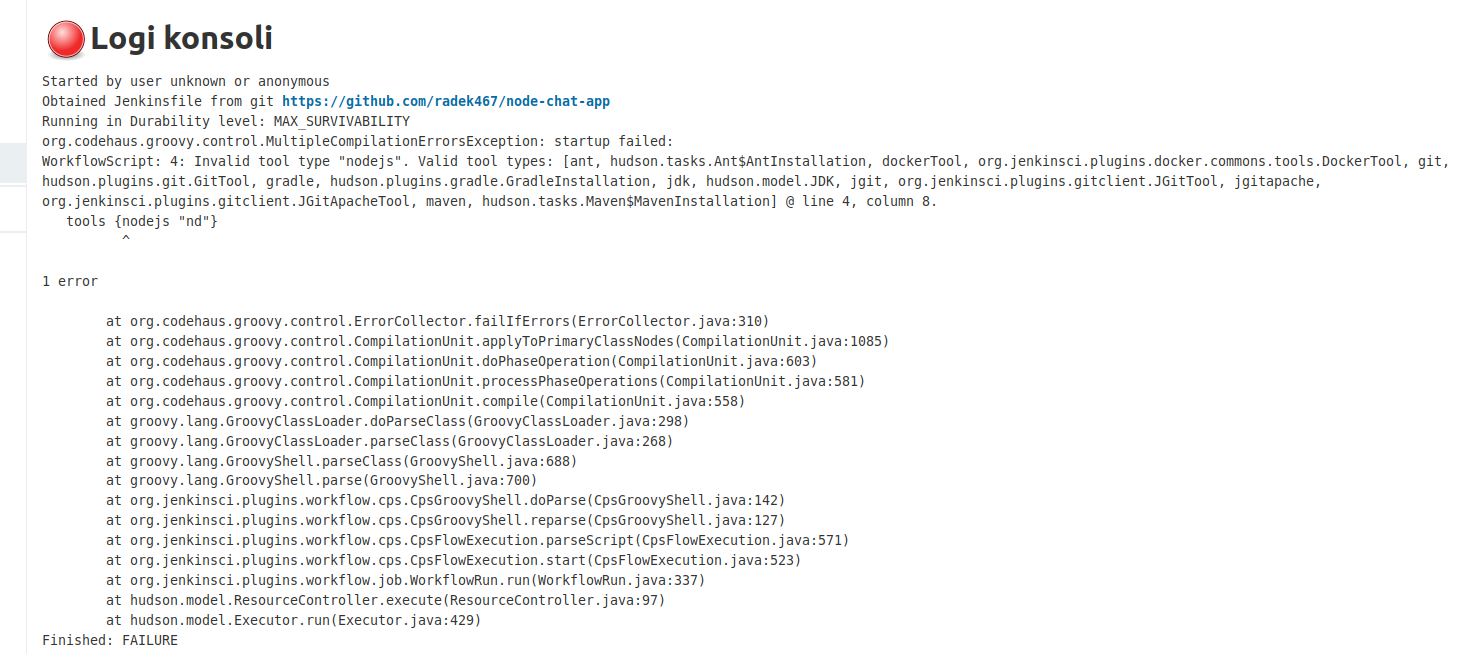 Logi konsoli
Started by user unknown or anonymous
Obtained Jenkinsfile from git https://github.com/radek467/node-chat-app
Running in Durability level: MAX_SURVIVABILITY
org.codehaus.groovy.control.MultipleCompilationErrorsException: startup failed:
WorkflowScript: 4: Invalid tool type "nodejs". Valid tool types: [ant, hudson.tasks.Ant$AntInstallation, dockerTool, org.jenkinsci.plugins.docker.commons.tools.DockerTool, git,
hudson.plugins.git.GitTool, gradle, hudson.plugins.gradle.GradleInstallation, jdk, hudson.model.JDK, jgit, org.jenkinsci.plugins.gitclient.JGitTool, jgitapache,
org.jenkinsci.plugins.gitclient.JGitApacheTool, maven, hudson.tasks.Maven$MavenInstallation] @ line 4, column 8.
   tools {nodejs "nd"}
          ^
1 error
	at org.codehaus.groovy.control.ErrorCollector.failIfErrors(ErrorCollector.java:310)
	at org.codehaus.groovy.control.CompilationUnit.applyToPrimaryClassNodes(CompilationUnit.java:1085)
	at org.codehaus.groovy.control.CompilationUnit.doPhaseOperation(CompilationUnit.java:603)
	at org.codehaus.groovy.control.CompilationUnit.processPhaseOperations(CompilationUnit.java:581)
	at org.codehaus.groovy.control.CompilationUnit.compile(CompilationUnit.java:558)
	at groovy.lang.GroovyClassLoader.doParseClass(GroovyClassLoader.java:298)
	at groovy.lang.GroovyClassLoader.parseClass(GroovyClassLoader.java:268)
	at groovy.lang.GroovyShell.parseClass(GroovyShell.java:688)
	at groovy.lang.GroovyShell.parse(GroovyShell.java:700)
	at org.jenkinsci.plugins.workflow.cps.CpsGroovyShell.doParse(CpsGroovyShell.java:142)
	at org.jenkinsci.plugins.workflow.cps.CpsGroovyShell.reparse(CpsGroovyShell.java:127)
	at org.jenkinsci.plugins.workflow.cps.CpsFlowExecution.parseScript(CpsFlowExecution.java:571)
	at org.jenkinsci.plugins.workflow.cps.CpsFlowExecution.start(CpsFlowExecution.java:523)
	at org.jenkinsci.plugins.workflow.job.WorkflowRun.run(WorkflowRun.java:337)
	at hudson.model.ResourceController.execute(ResourceController.java:97)
	at hudson.model.Executor.run(Executor.java:429)
Finished: FAILURE